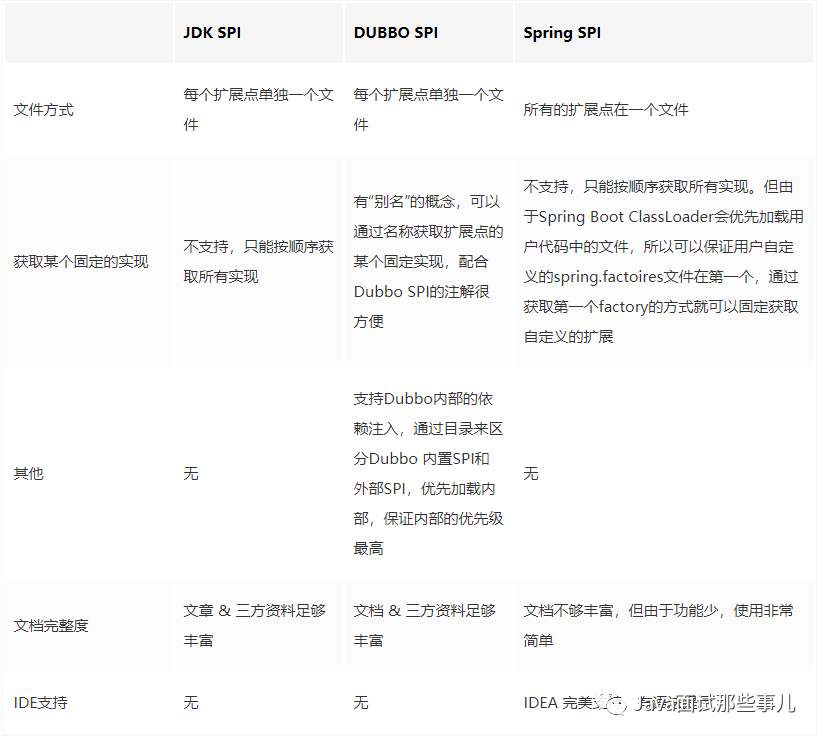 JDK SPI
DUBBO SPI
Spring SPI
文件方式
每个扩展点单独一个文
件
每个扩展点单独一个文
件
所有的扩展点在一个文件
获取某个固定的实现
不支持，只能按顺序获
取所有实现
有“别名”的概念，可以
通过名称获取扩展点的
某个固定实现，配合
Dubbo SPI的注解很
方便
不支持，只能按顺序获取所有实现。但由
于Spring Boot ClassLoader会优先加载用
户代码中的文件，所以可以保证用户自定
义的spring.factoires文件在第一个，通过
获取第一个factory的方式就可以固定获取
自定义的扩展
其他
无
支持Dubbo内部的依
赖注入，通过目录来区
分Dubbo 内置SPI和
外部SPI，优先加载内
部，保证内部的优先级
最高
无
文档完整度
文章 & 三方资料足够
丰富
文档 & 三方资料足够
丰富
文档不够丰富，但由于功能少，使用非常
简单
IDE支持
无
无
IDEA 完美支
Java面试那些事儿